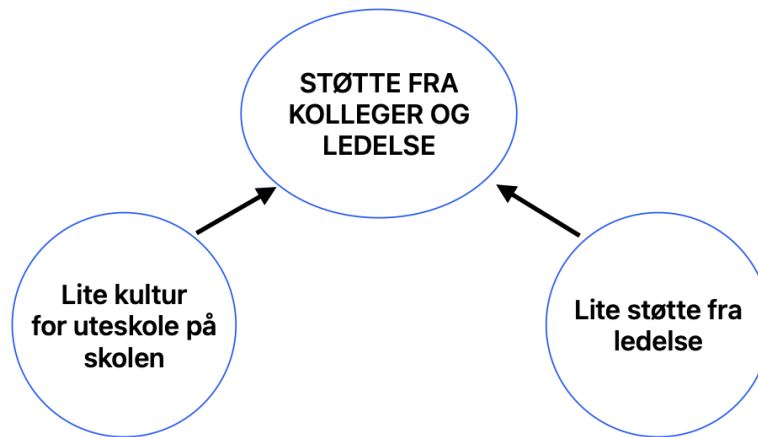 STØTTE FRA
KOLLEGER OG
LEDELSE
Lite kultur
for uteskole på
skolen
Lite støtte fra
ledelse